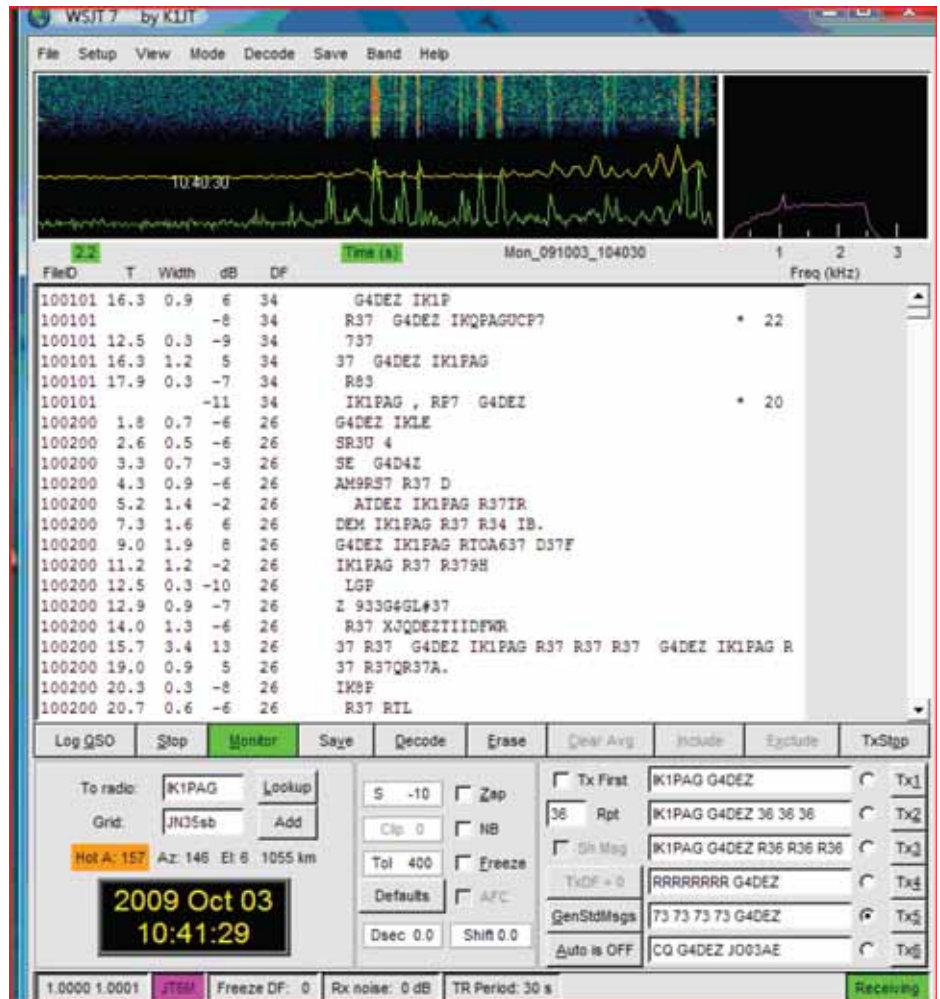 WSJT 7 by K1JT
File Setup View Mode Decode Save Band Help
10:40:30
2.2 Time (s) Mon_091003_104030 1 2 3
FileID T Width dB DF Freq (kHz)
100101 16.3 0.9 6 34 G4DEZ IK1P
100101 -8 34 R37 G4DEZ IKQPAGUCP7 * 22
100101 12.5 0.3 -9 34 737
100101 16.3 1.2 5 34 37 G4DEZ IK1PAG
100101 17.9 0.3 -7 34 R83
100101 -11 34 IK1PAG , RP7 G4DEZ * 20
100200 1.8 0.7 -6 26 G4DEZ IKLE
100200 2.6 0.5 -6 26 SR3U 4
100200 3.3 0.7 -3 26 SE G4D4Z
100200 4.3 0.9 -6 26 AM9RS7 R37 D
100200 5.2 1.4 -2 26 ATDEZ IK1PAG R37TR
100200 7.3 1.6 6 26 DEM IK1PAG R37 R34 IB.
100200 9.0 1.9 8 26 G4DEZ IK1PAG RTOA637 D37F
100200 11.2 1.2 -2 26 IK1PAG R37 R379H
100200 12.5 0.3 -10 26 LGP
100200 12.9 0.9 -7 26 Z 933G4GL#37
100200 14.0 1.3 -6 26 R37 XJQDEZTIIDFWR
100200 15.7 3.4 13 26 37 R37 G4DEZ IK1PAG R37 R37 R37 G4DEZ IK1PAG R
100200 19.0 0.9 5 26 37 R37QR37A.
100200 20.3 0.3 -8 26 IK8P
100200 20.7 0.6 -6 26 R37 RTL
Log QSO Stop Monitor Save Decode Erase Clear Avg Include Exclude TxStop
To radio: IK1PAG Lookup S -10 Zap Tx First IK1PAG G4DEZ Tx1
Grid: JN35sb Add Clip 0 NB 36 Rpt IK1PAG G4DEZ 36 36 36 Tx2
Hot A: 157 Az: 146 El: 6 1055 km Tol 400 Freeze Sh Msg IK1PAG G4DEZ R36 R36 R36 Tx3
2009 Oct 03 Defaults AFC TxDF = 0 RRRRRRRR G4DEZ Tx4
10:41:29 Dsec 0.0 Shift 0.0 GenStdMsgs 73 73 73 73 G4DEZ Tx5
Auto is OFF CQ G4DEZ JO03AE Tx6
1.0000 1.0001 JT6M Freeze DF: 0 Rx noise: 0 dB TR Period: 30 s Receiving